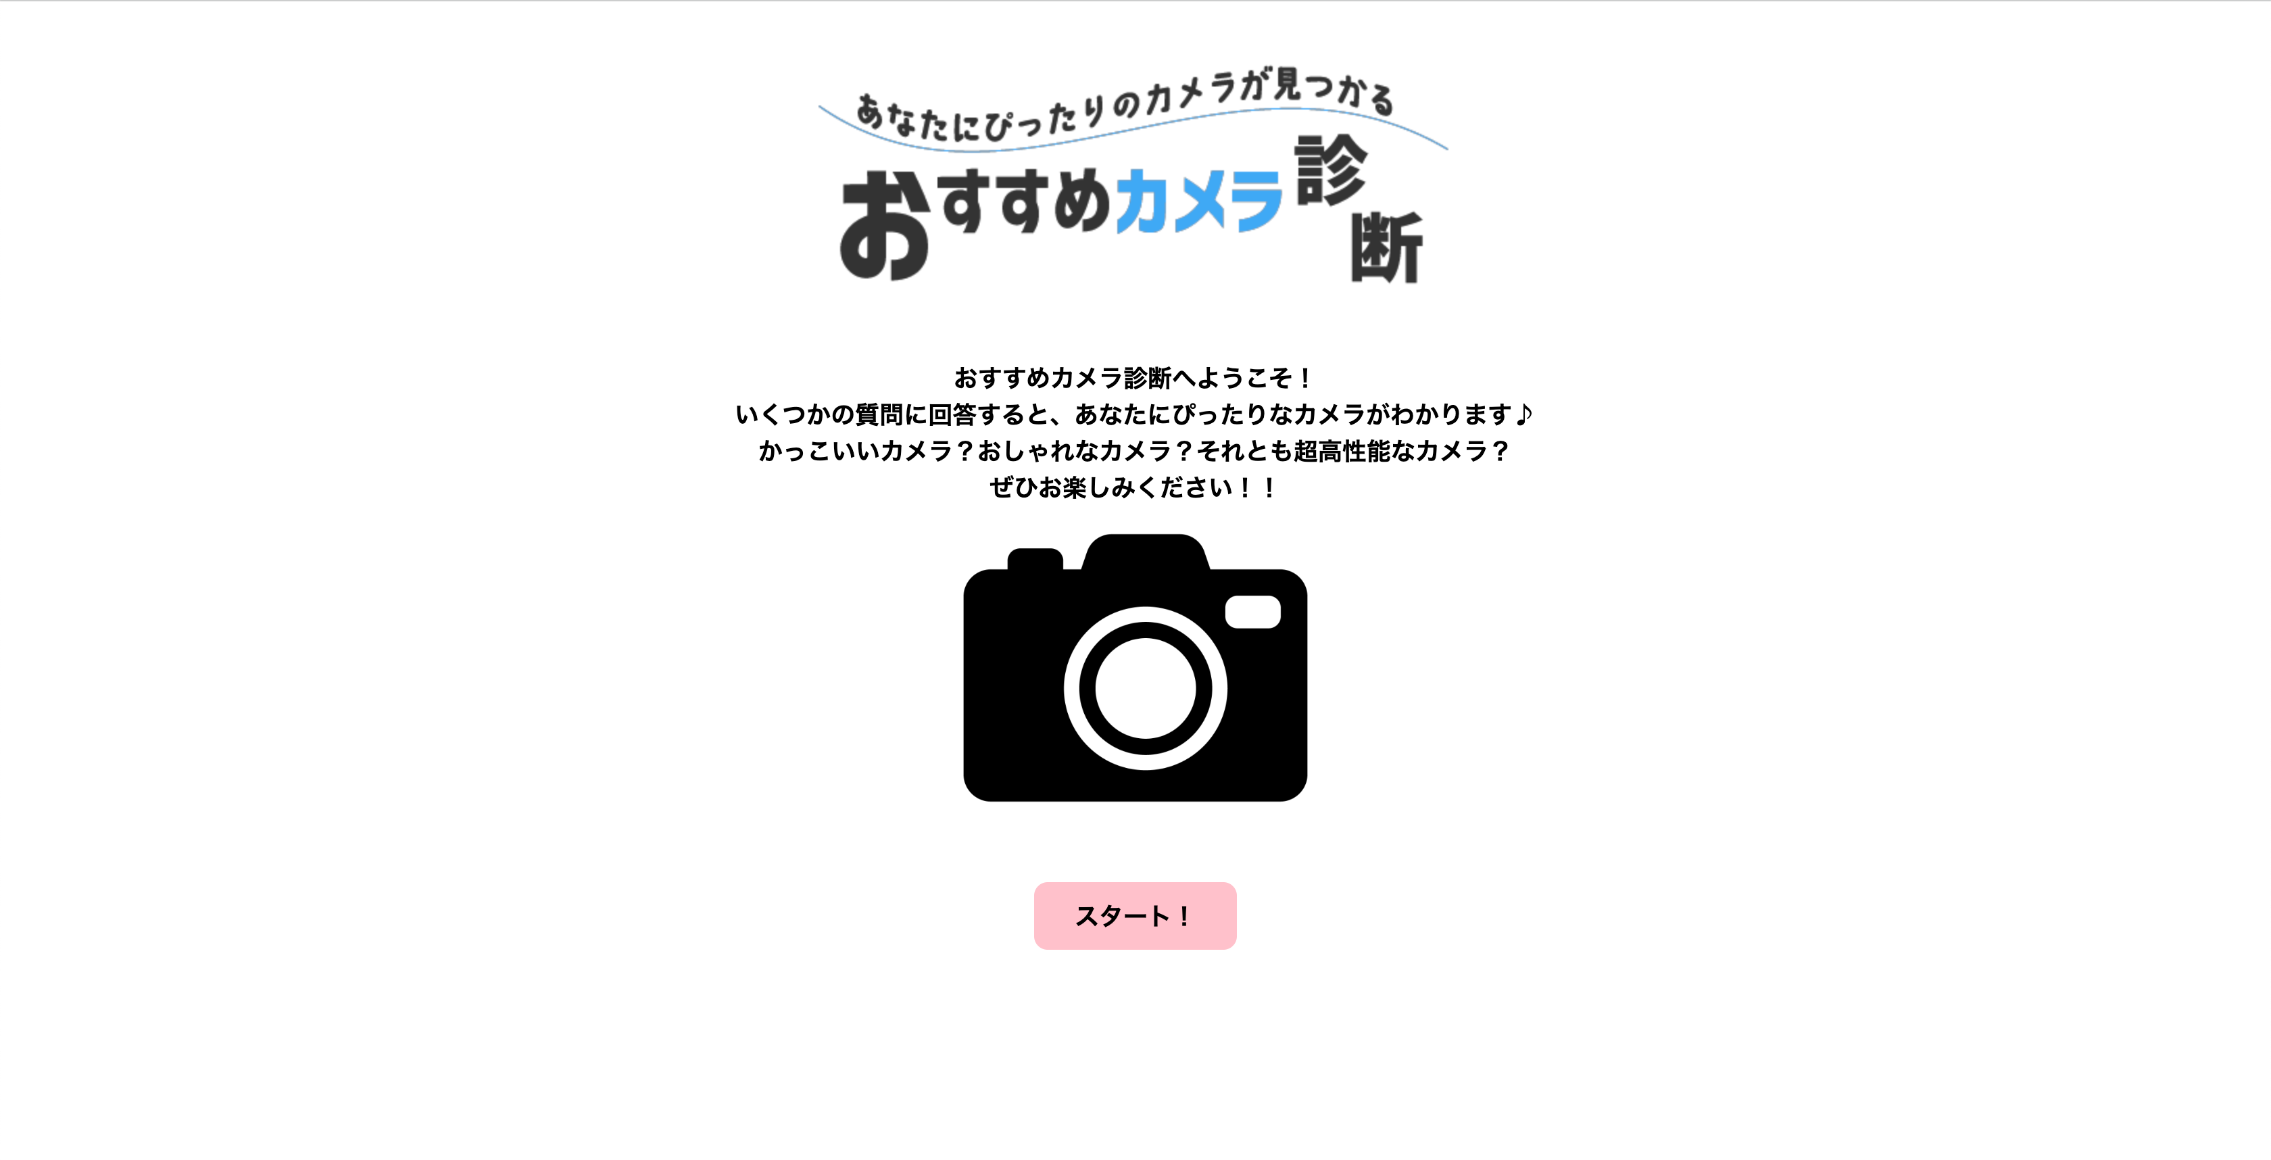 あなたにぴったりのカメラが見つかる
おすすめカメラ診断
おすすめカメラ診断へようこそ！
いくつかの質問に回答すると、あなたにぴったりなカメラがわかります♪
かっこいいカメラ？おしゃれなカメラ？それとも超高性能なカメラ？
ぜひお楽しみください！！
スタート！